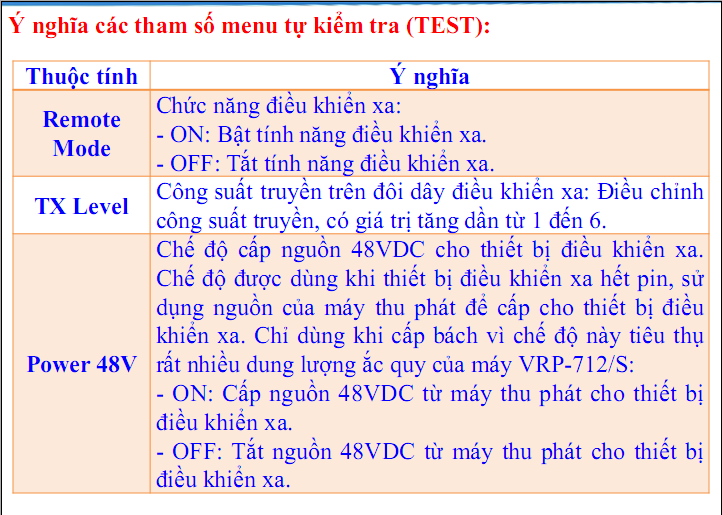 Ý nghĩa các tham số menu tự kiểm tra (TEST):
Thuộc tính
Ý nghĩa
Remote
Mode
Chức năng điều khiển xa:
- ON: Bật tính năng điều khiển xa.
- OFF: Tắt tính năng điều khiển xa.
TX Level
Công suất truyền trên đôi dây điều khiển xa: Điều chỉnh
công suất truyền, có giá trị tăng dần từ 1 đến 6.
Power 48V
Chế độ cấp nguồn 48VDC cho thiết bị điều khiển xa.
Chế độ được dùng khi thiết bị điều khiển xa hết pin, sử
dụng nguồn của máy thu phát để cấp cho thiết bị điều
khiển xa. Chỉ dùng khi cấp bách vì chế độ này tiêu thụ
rất nhiều dung lượng ắc quy của máy VRP-712/S:
- ON: Cấp nguồn 48VDC từ máy thu phát cho thiết bị
điều khiển xa.
- OFF: Tắt nguồn 48VDC từ máy thu phát cho thiết bị
điều khiển xa.